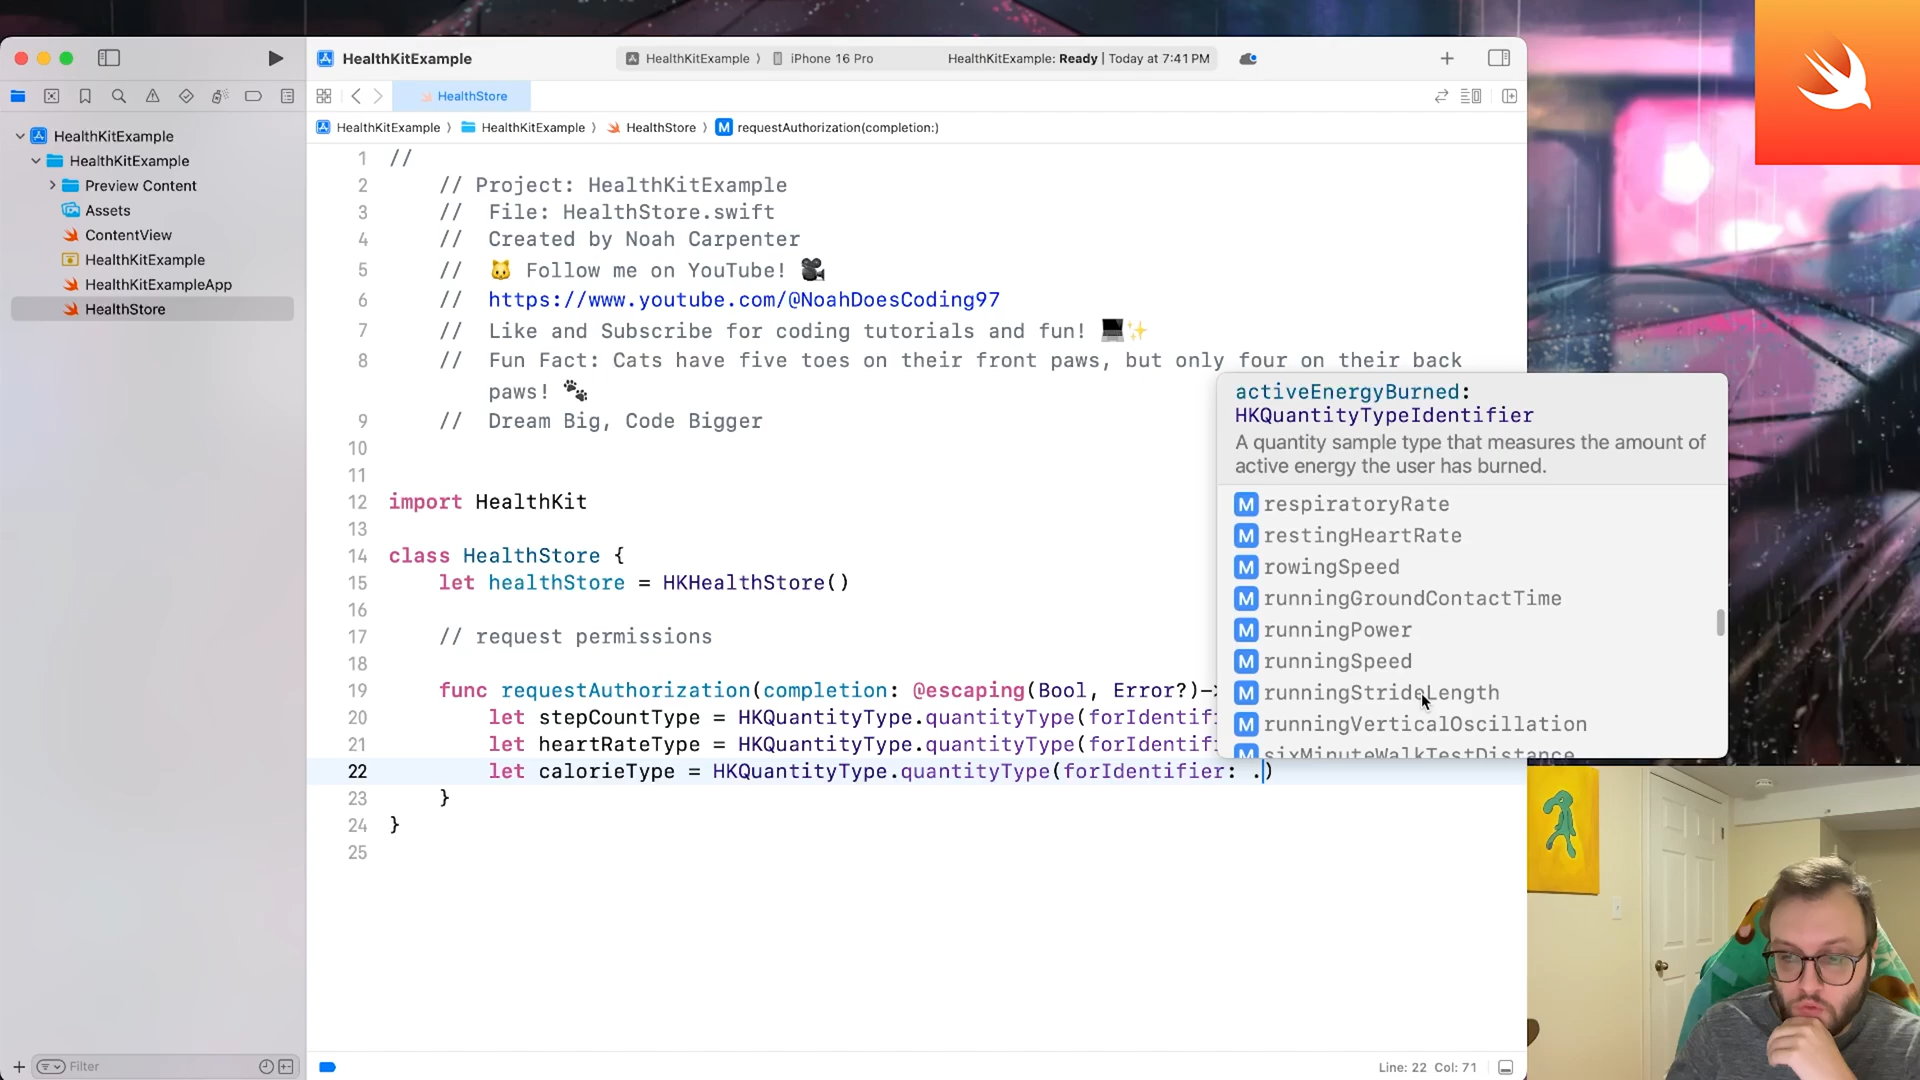 HealthKitExample
HealthKitExample 〉 iPhone 16 Pro
HealthKitExample: Ready | Today at 7:41 PM
HealthStore
HealthKitExample 〉 HealthKitExample 〉 HealthStore 〉 M requestAuthorization(completion:)
HealthKitExample
HealthKitExample
Preview Content
Assets
ContentView
HealthKitExample
HealthKitExampleApp
HealthStore
Filter
1 //
2 // Project: HealthKitExample
3 // File: HealthStore.swift
4 // Created by Noah Carpenter
5 // 🐱 Follow me on YouTube! 🎥
6 // https://www.youtube.com/@NoahDoesCoding97
7 // Like and Subscribe for coding tutorials and fun! 💻✨
8 // Fun Fact: Cats have five toes on their front paws, but only four on their back
paws! 🐾
9 // Dream Big, Code Bigger
10
11
12 import HealthKit
13
14 class HealthStore {
15 let healthStore = HKHealthStore()
16
17 // request permissions
18
19 func requestAuthorization(completion: @escaping(Bool, Error?)->
20 let stepCountType = HKQuantityType.quantityType(forIdentif
21 let heartRateType = HKQuantityType.quantityType(forIdentif
22 let calorieType = HKQuantityType.quantityType(forIdentifier: .)
23 }
24 }
25
activeEnergyBurned:
HKQuantityTypeIdentifier
A quantity sample type that measures the amount of
active energy the user has burned.
M respiratoryRate
M restingHeartRate
M rowingSpeed
M runningGroundContactTime
M runningPower
M runningSpeed
M runningStrideLength
M runningVerticalOscillation
M sixMinuteWalkTestDistance
Line: 22 Col: 71